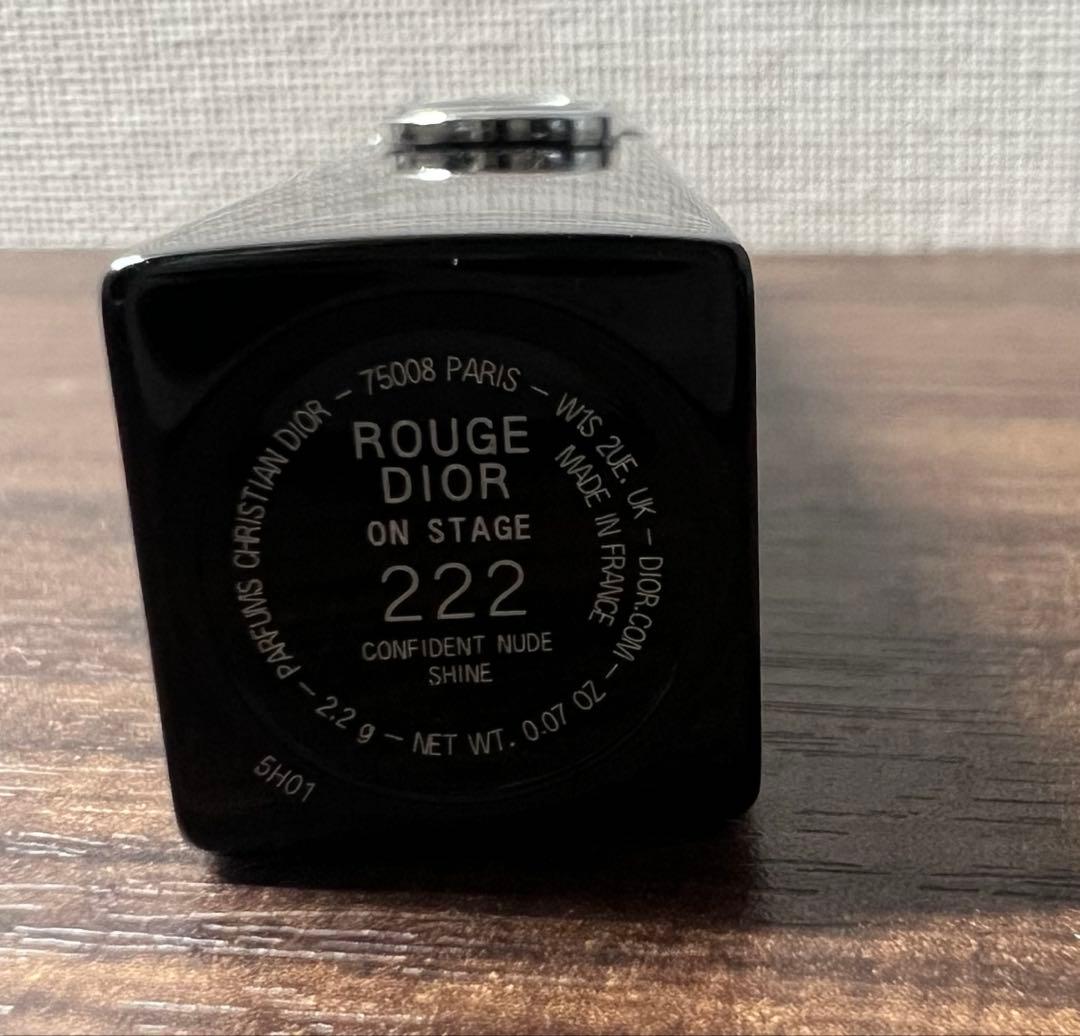 PARFUMS CHRISTIAN DIOR – 75008 PARIS – W1S 2UE. UK – DIOR.COM – 2.2 g – NET WT. 0.07 OZ –
MADE IN FRANCE
ROUGE
DIOR
ON STAGE
222
CONFIDENT NUDE
SHINE
5H01